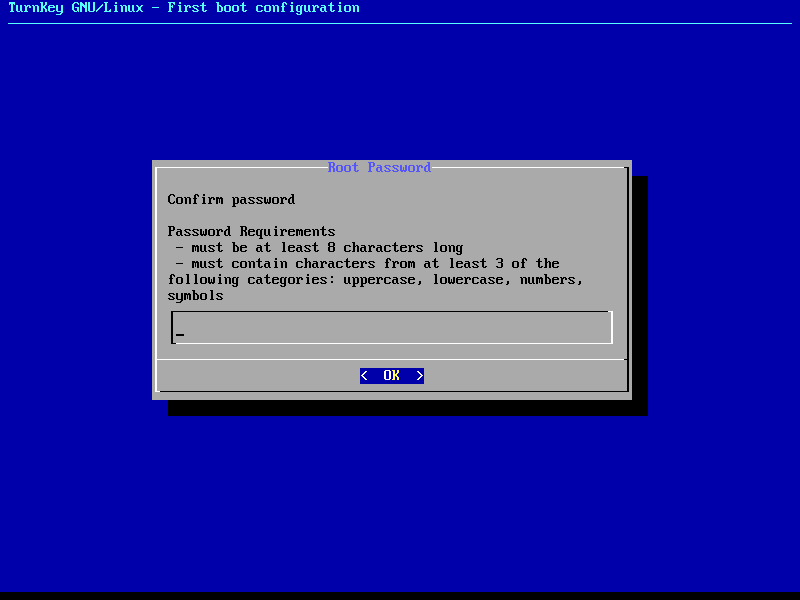 TurnKey GNU/Linux - First boot configuration
Root Password
Confirm password
Password Requirements
- must be at least 8 characters long
- must contain characters from at least 3 of the
following categories: uppercase, lowercase, numbers,
symbols
< OK >